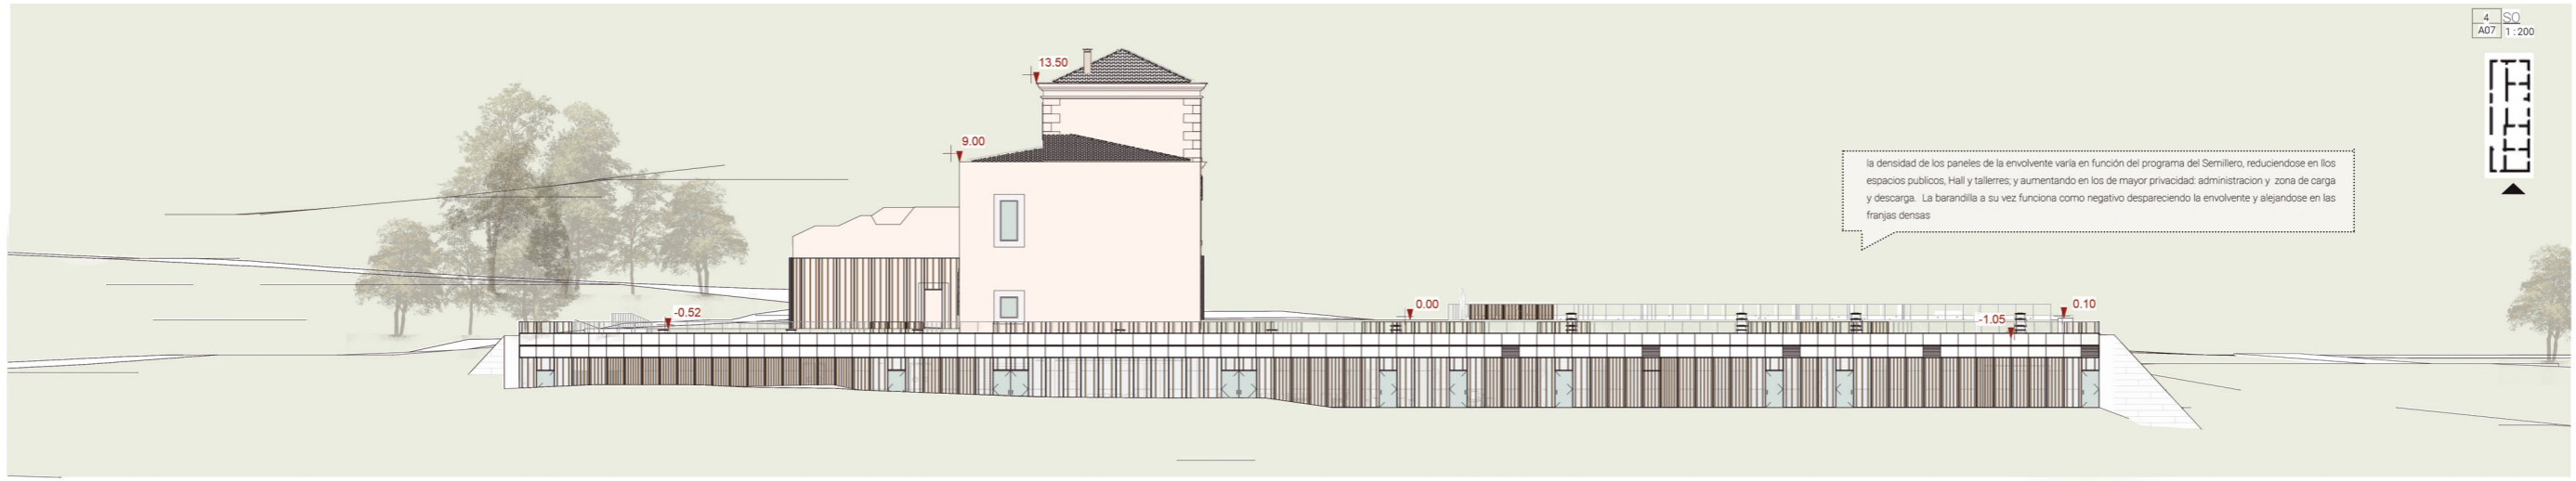 4 SO
A07 1 : 200
13.50
9.00
la densidad de los paneles de la envolvente varía en función del programa del Semillero, reduciendose en llos
espacios publicos, Hall y tallerres; y aumentando en los de mayor privacidad: administracion y zona de carga
y descarga. La barandilla a su vez funciona como negativo despareciendo la envolvente y alejandose en las
franjas densas
-0.52
0.00
0.10
-1.05